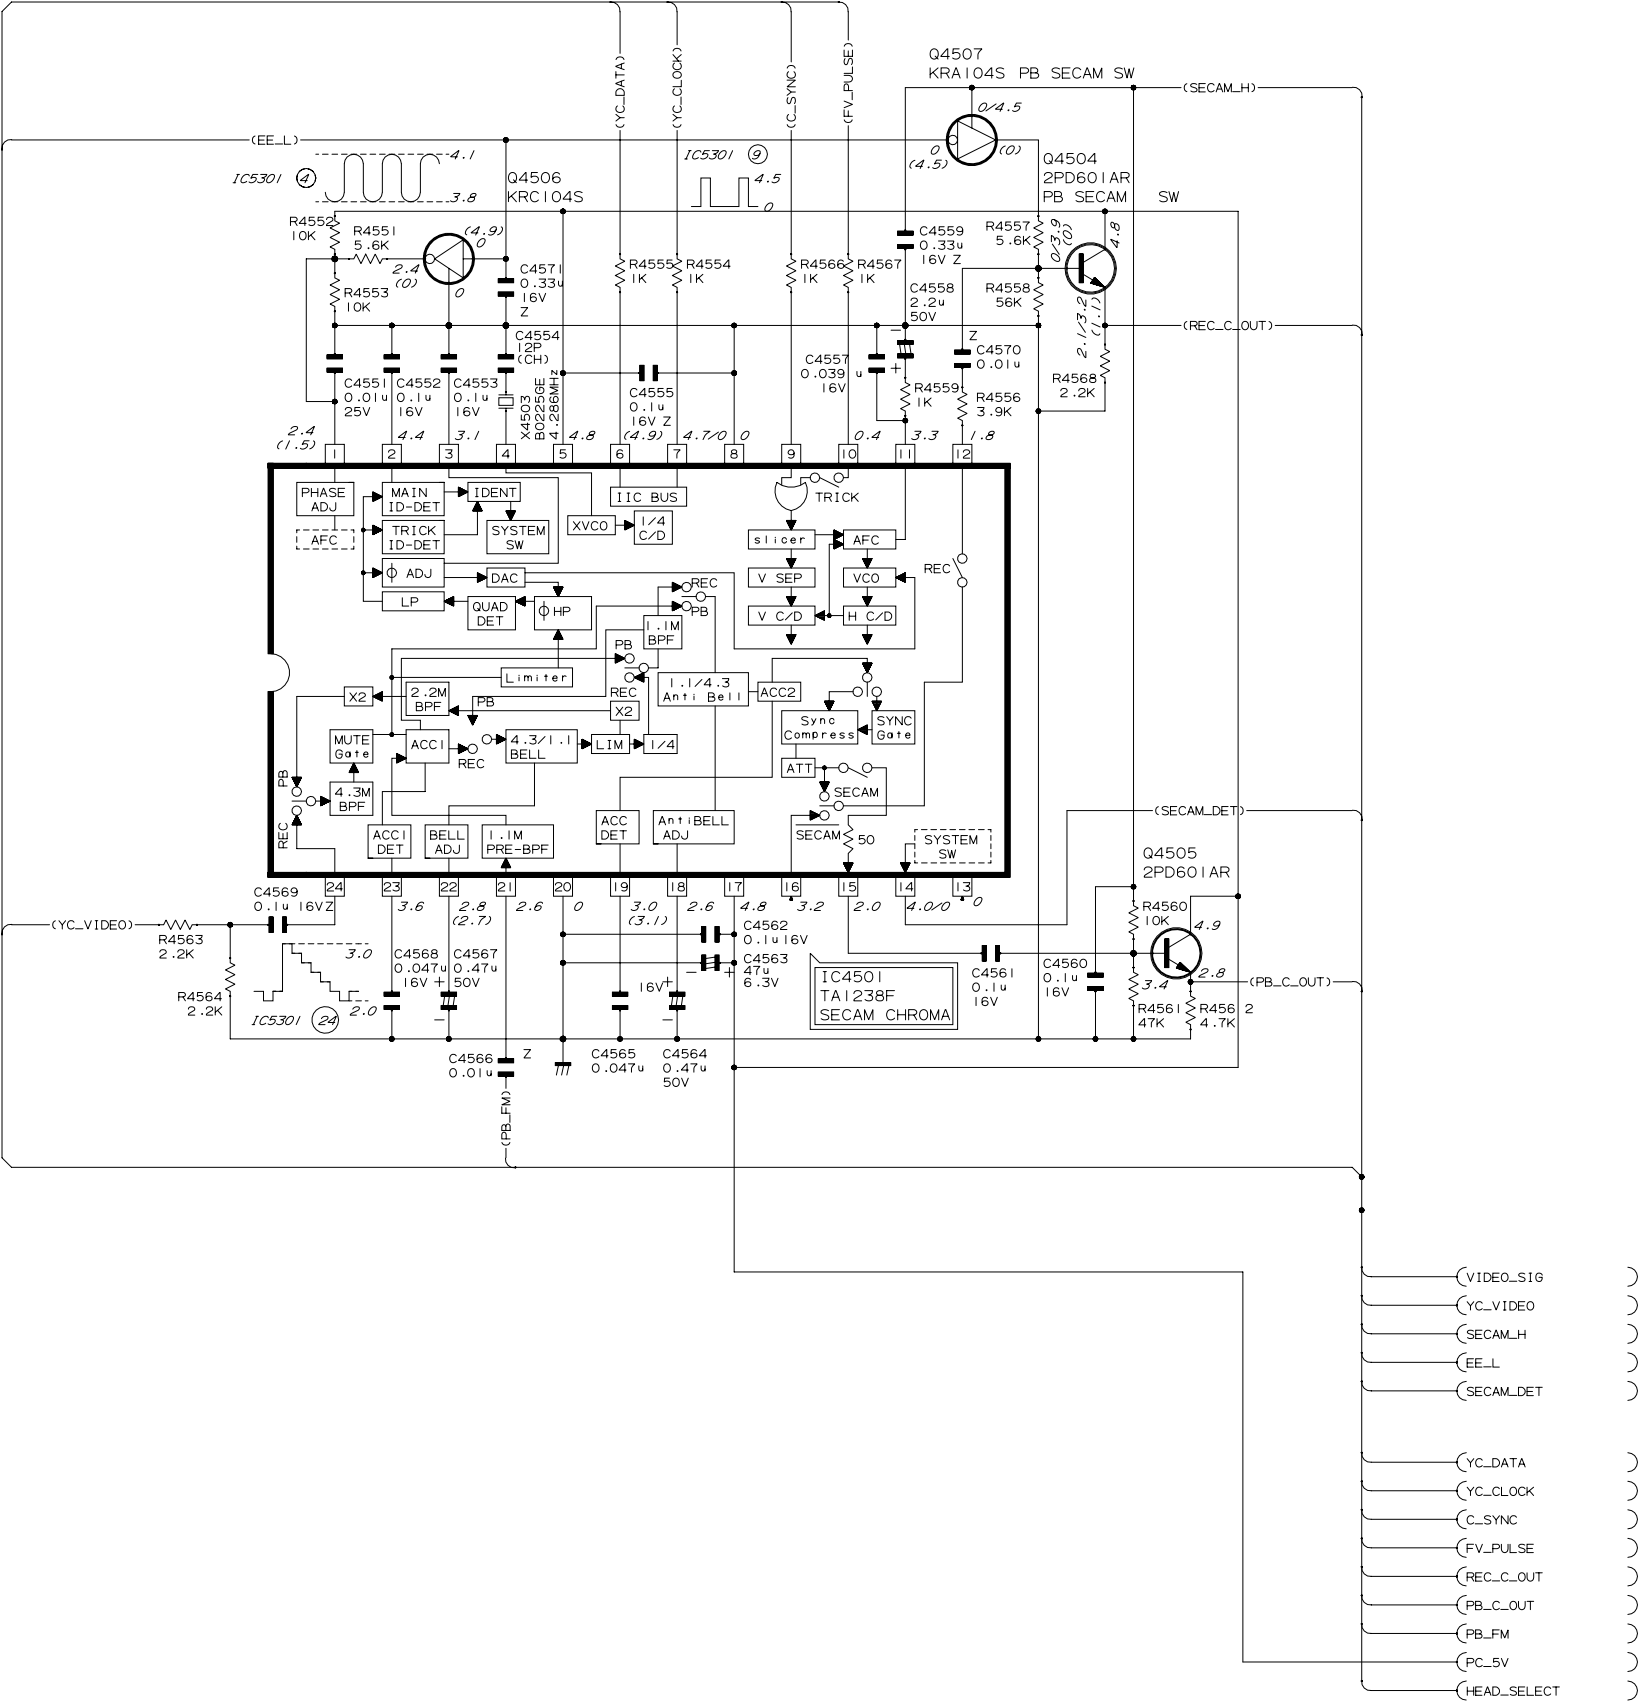 (YC_DATA)
(YC_CLOCK)
(C_SYNC)
(FV_PULSE)
Q4507
KRA104S PB SECAM SW
(SECAM_H)
0/4.5
(EE_L)
0
(4.5)
(0)
4.1
IC5301 4
3.8
IC5301 9
4.5
0
Q4506
KRC104S
Q4504
2PD601AR
PB SECAM SW
R4552
10K
R4551
5.6K
(4.9)
0
2.4
(0)
0
R4553
10K
C4571
0.33u
16V
Z
R4555
1K
R4554
1K
R4566
1K
R4567
1K
C4559
0.33u
16V Z
C4558
2.2u
50V
R4557
5.6K
0/3.9
(0)
4.8
R4558
56K
2.1/3.2
(1.1)
(REC_C_OUT)
C4554
12P
(CH)
C4551
0.01u
25V
C4552
0.1u
16V
C4553
0.1u
16V
X4503
B0225GE
4.286MHz
C4555
0.1u
16V Z
C4557
0.039u
16V
−
+
R4559
1K
Z
C4570
0.01u
R4556
3.9K
R4568
2.2K
2.4
(1.5)
4.4
3.1
4.8
(4.9)
4.7/0
0
0.4
3.3
1.8
1 2 3 4 5 6 7 8 9 10 11 12
PHASE
ADJ
AFC
MAIN
ID-DET
IDENT
TRICK
ID-DET
SYSTEM
SW
IIC BUS
XVCO
1/4
C/D
TRICK
slicer
AFC
ϕ ADJ
DAC
V SEP
VCO
REC
LP
QUAD
DET
ϕ HP
REC
PB
1.1M
BPF
V C/D
H C/D
PB
Limiter
REC
1.1/4.3
Anti Bell
ACC2
X2
2.2M
BPF
PB
X2
Sync
Compress
SYNC
Gate
MUTE
Gate
ACC1
REC
4.3/1.1
BELL
LIM
1/4
PB
4.3M
BPF
REC
ATT
SECAM
SECAM
50
(SECAM_DET)
ACC1
DET
BELL
ADJ
1.1M
PRE-BPF
ACC
DET
AntiBELL
ADJ
SYSTEM
SW
24 23 22 21 20 19 18 17 16 15 14 13
Q4505
2PD601AR
C4569
0.1u 16V Z
3.6
2.8
(2.7)
2.6
0
3.0
(3.1)
2.6
4.8
3.2
2.0
4.0/0
0
(YC_VIDEO)
R4563
2.2K
R4564
2.2K
3.0
2.0
IC5301 24
C4568
0.047u
16V
C4567
0.47u
50V
+
−
C4562
0.1u 16V
C4563
47u
6.3V
− +
16V
+
−
IC4501
TA1238F
SECAM CHROMA
C4561
0.1u
16V
C4560
0.1u
16V
R4560
10K
4.9
3.4
2.8
(PB_C_OUT)
R4561
47K
R4562
4.7K
C4566
0.01u
Z
C4565
0.047u
C4564
0.47u
50V
(PB_FM)
VIDEO_SIG
YC_VIDEO
SECAM_H
EE_L
SECAM_DET
YC_DATA
YC_CLOCK
C_SYNC
FV_PULSE
REC_C_OUT
PB_C_OUT
PB_FM
PC_5V
HEAD_SELECT